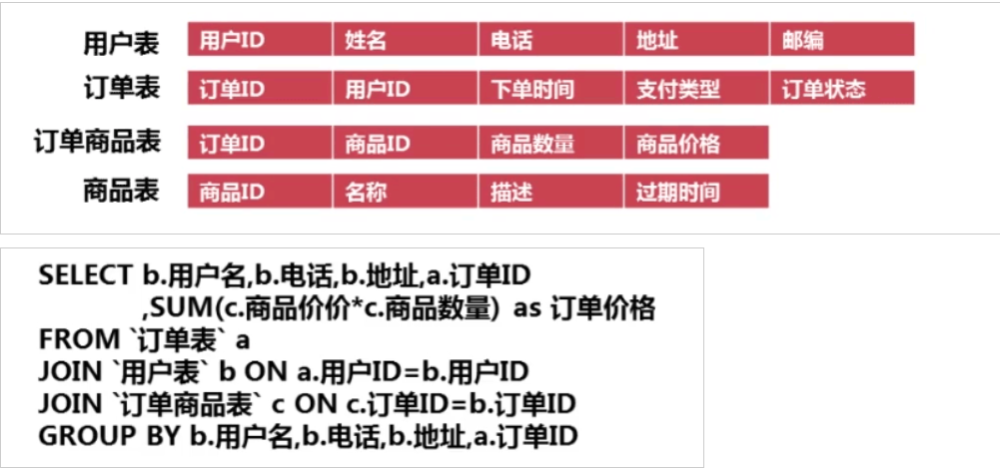 用户表 用户ID 姓名 电话 地址 邮编
订单表 订单ID 用户ID 下单时间 支付类型 订单状态
订单商品表 订单ID 商品ID 商品数量 商品价格
商品表 商品ID 名称 描述 过期时间
SELECT b.用户名,b.电话,b.地址,a.订单ID
,SUM(c.商品价价*c.商品数量) as 订单价格
FROM `订单表` a
JOIN `用户表` b ON a.用户ID=b.用户ID
JOIN `订单商品表` c ON c.订单ID=b.订单ID
GROUP BY b.用户名,b.电话,b.地址,a.订单ID